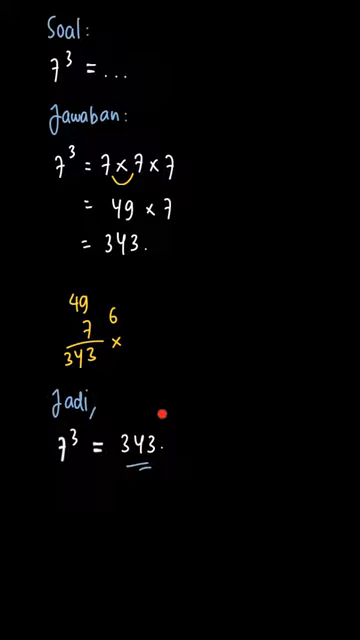 Soal:
7³ = ...
Jawaban:
7³ = 7 × 7 × 7
= 49 × 7
= 343.
49
7 6
343 ×
Jadi,
7³ = 343.